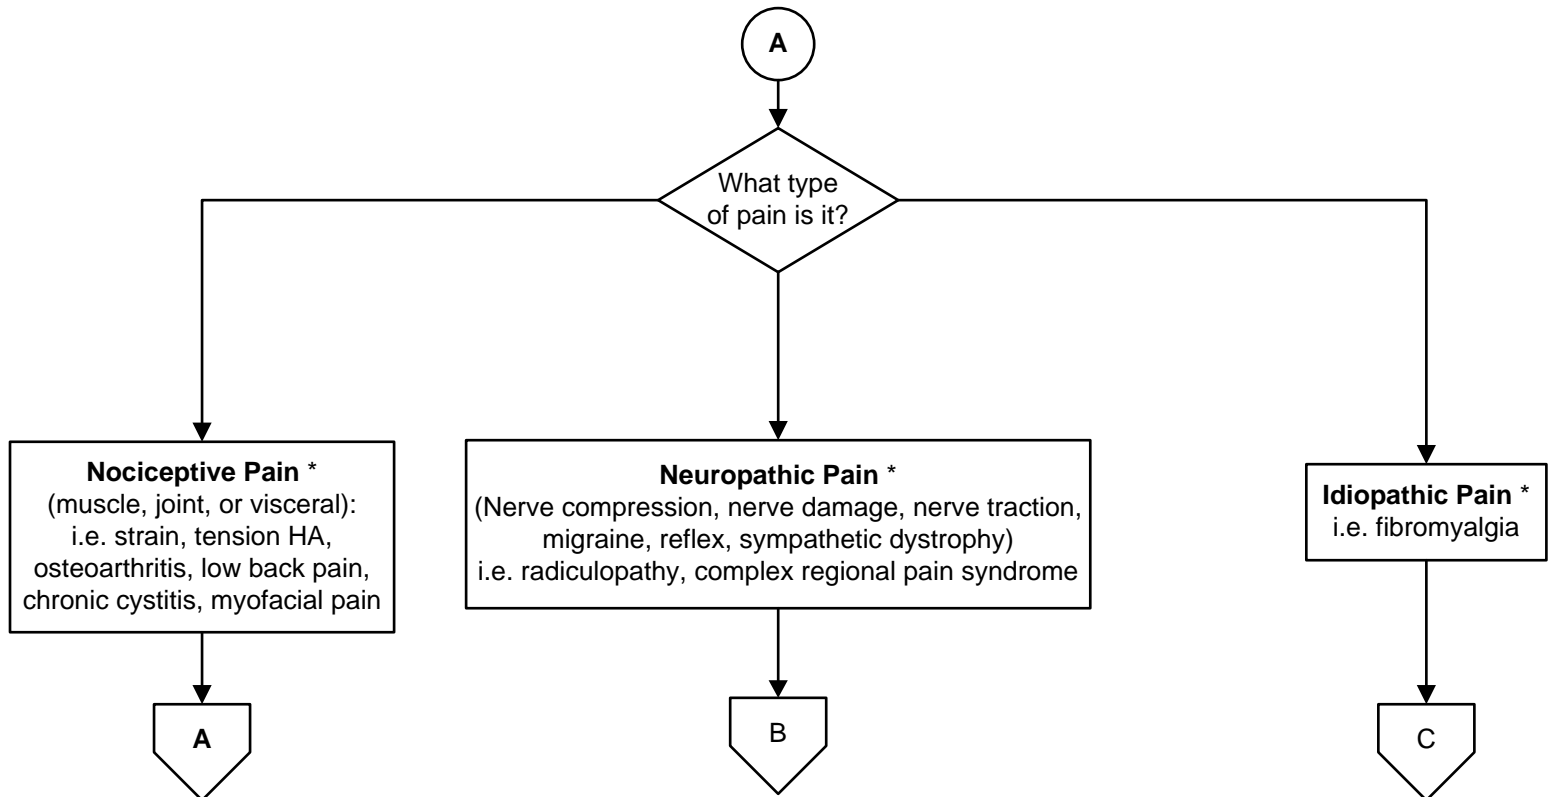 A
What type
of pain is it?
Nociceptive Pain *
(muscle, joint, or visceral):
i.e. strain, tension HA,
osteoarthritis, low back pain,
chronic cystitis, myofacial pain
Neuropathic Pain *
(Nerve compression, nerve damage, nerve traction,
migraine, reflex, sympathetic dystrophy)
i.e. radiculopathy, complex regional pain syndrome
Idiopathic Pain *
i.e. fibromyalgia
A
B
C